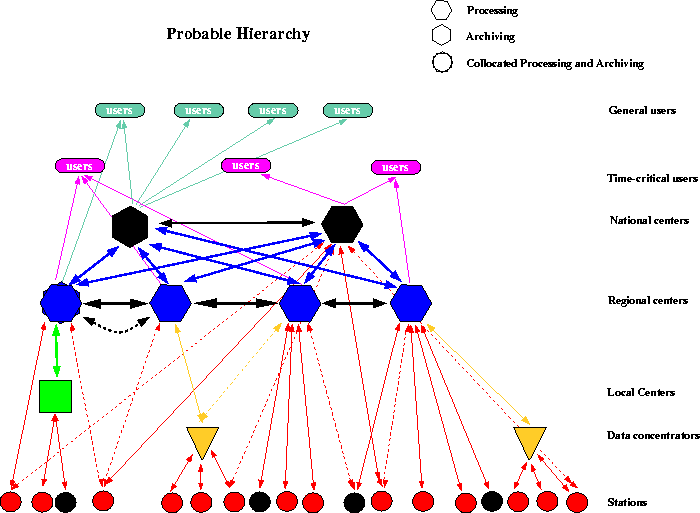 Processing
Probable Hierarchy
Archiving
Collocated Processing and Archiving
users users users users
General users
users users users
Time-critical users
National centers
Regional centers
Local Centers
Data concentrators
Stations